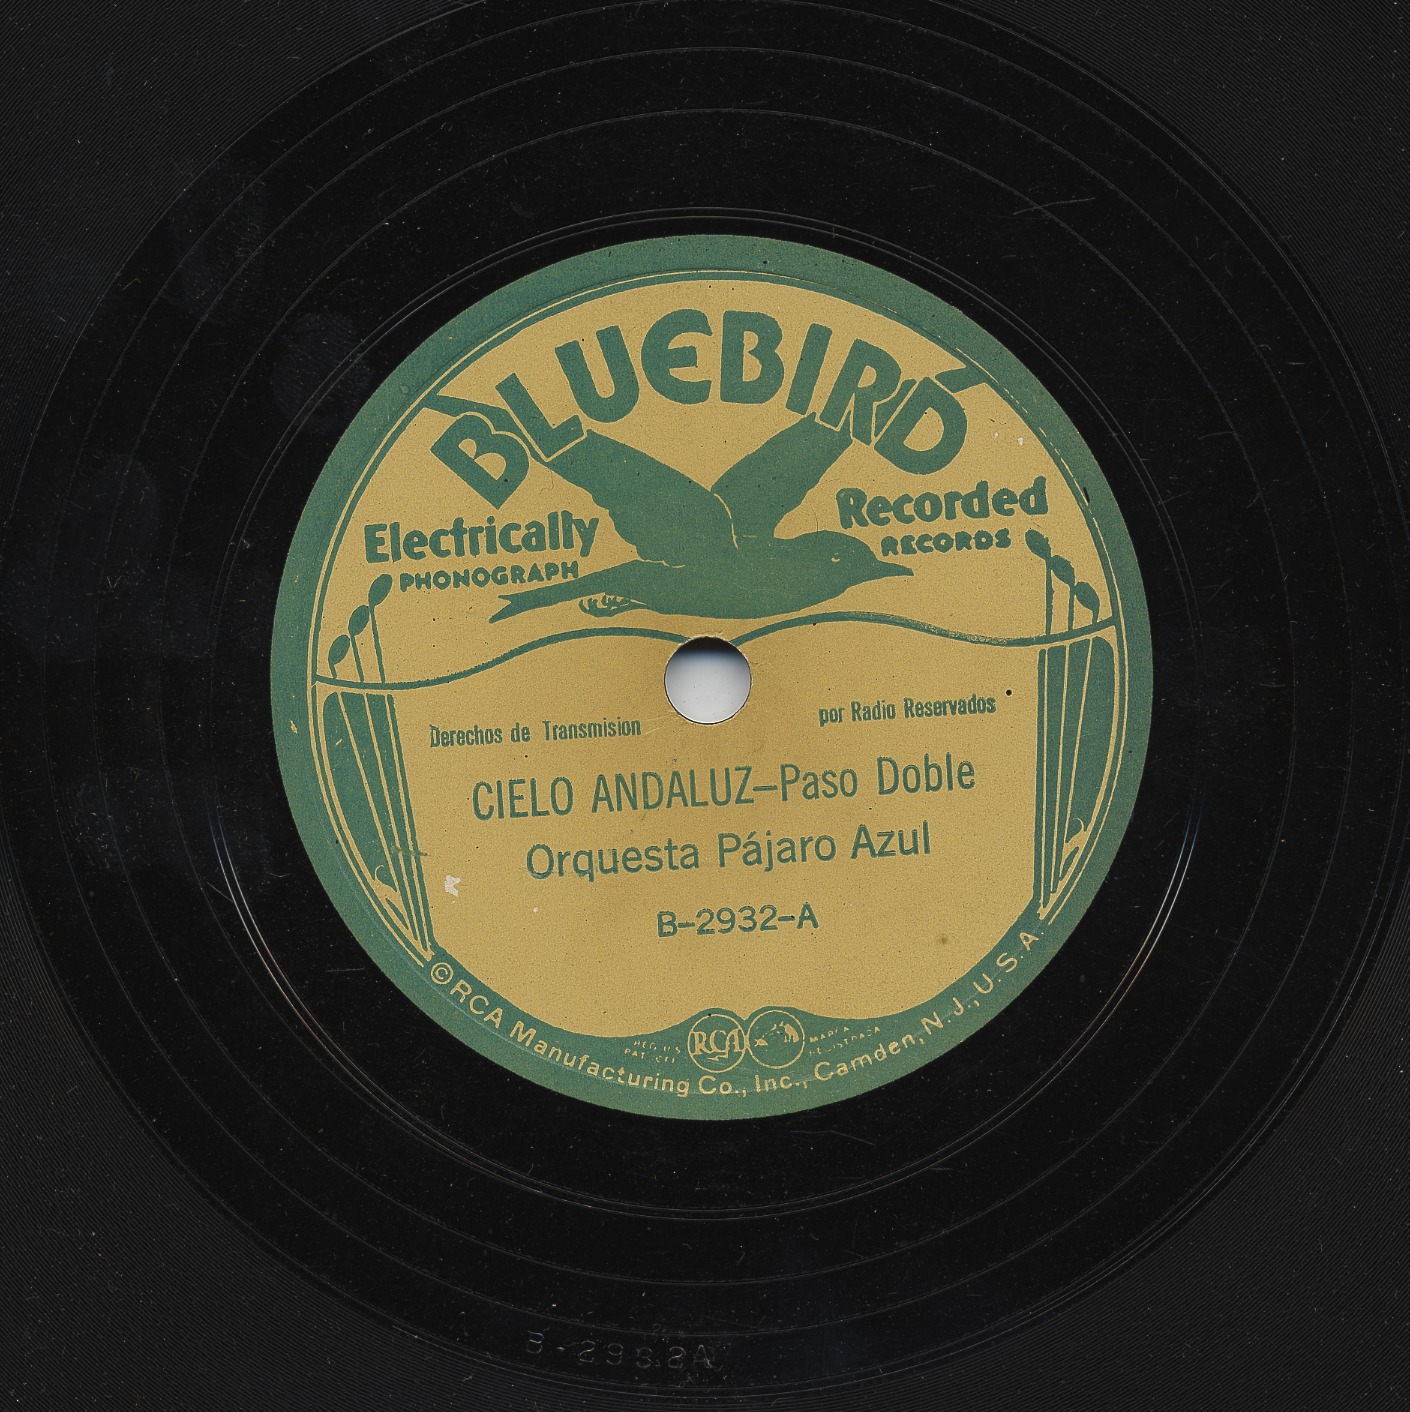 BLUEBIRD
Electrically Recorded
PHONOGRAPH RECORDS
Derechos de Transmision por Radio Reservados
CIELO ANDALUZ–Paso Doble
Orquesta Pájaro Azul
B–2932–A
RCA
MARCA
©RCA Manufacturing Co., Inc., Camden, N.J., U.S.A.
B-2932A